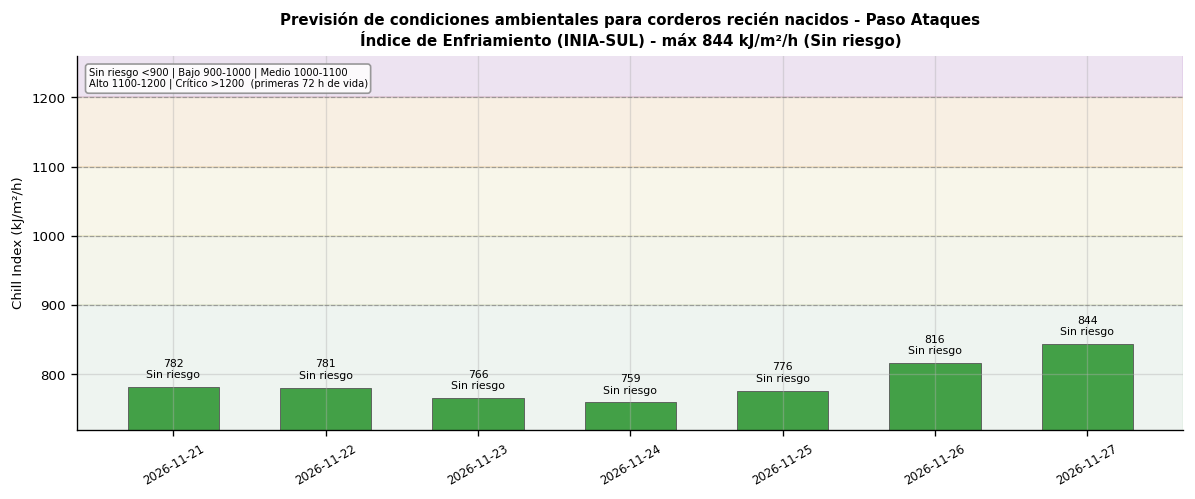 Previsión de condiciones ambientales para corderos recién nacidos - Paso Ataques
Índice de Enfriamiento (INIA-SUL) - máx 844 kJ/m²/h (Sin riesgo)
Sin riesgo <900 | Bajo 900-1000 | Medio 1000-1100
Alto 1100-1200 | Crítico >1200  (primeras 72 h de vida)
Chill Index (kJ/m²/h)
1200
1100
1000
900
800
782
Sin riesgo
781
Sin riesgo
766
Sin riesgo
759
Sin riesgo
776
Sin riesgo
816
Sin riesgo
844
Sin riesgo
2026-11-21
2026-11-22
2026-11-23
2026-11-24
2026-11-25
2026-11-26
2026-11-27